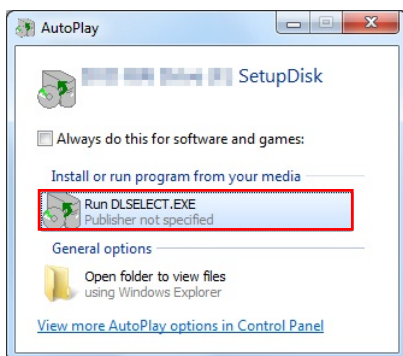 AutoPlay
SetupDisk
Always do this for software and games:
Install or run program from your media
Run DLSELECT.EXE
Publisher not specified
General options
Open folder to view files
using Windows Explorer
View more AutoPlay options in Control Panel